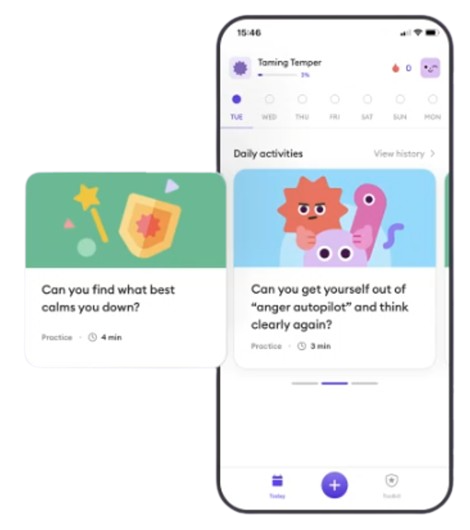 15:46
Taming Temper
3%
0
TUE WED THU FRI SAT SUN MON
Daily activities View history
Can you find what best
calms you down?
Practice · 4 min
Can you get yourself out of
“anger autopilot” and think
clearly again?
Practice · 3 min
Today
Toolkit